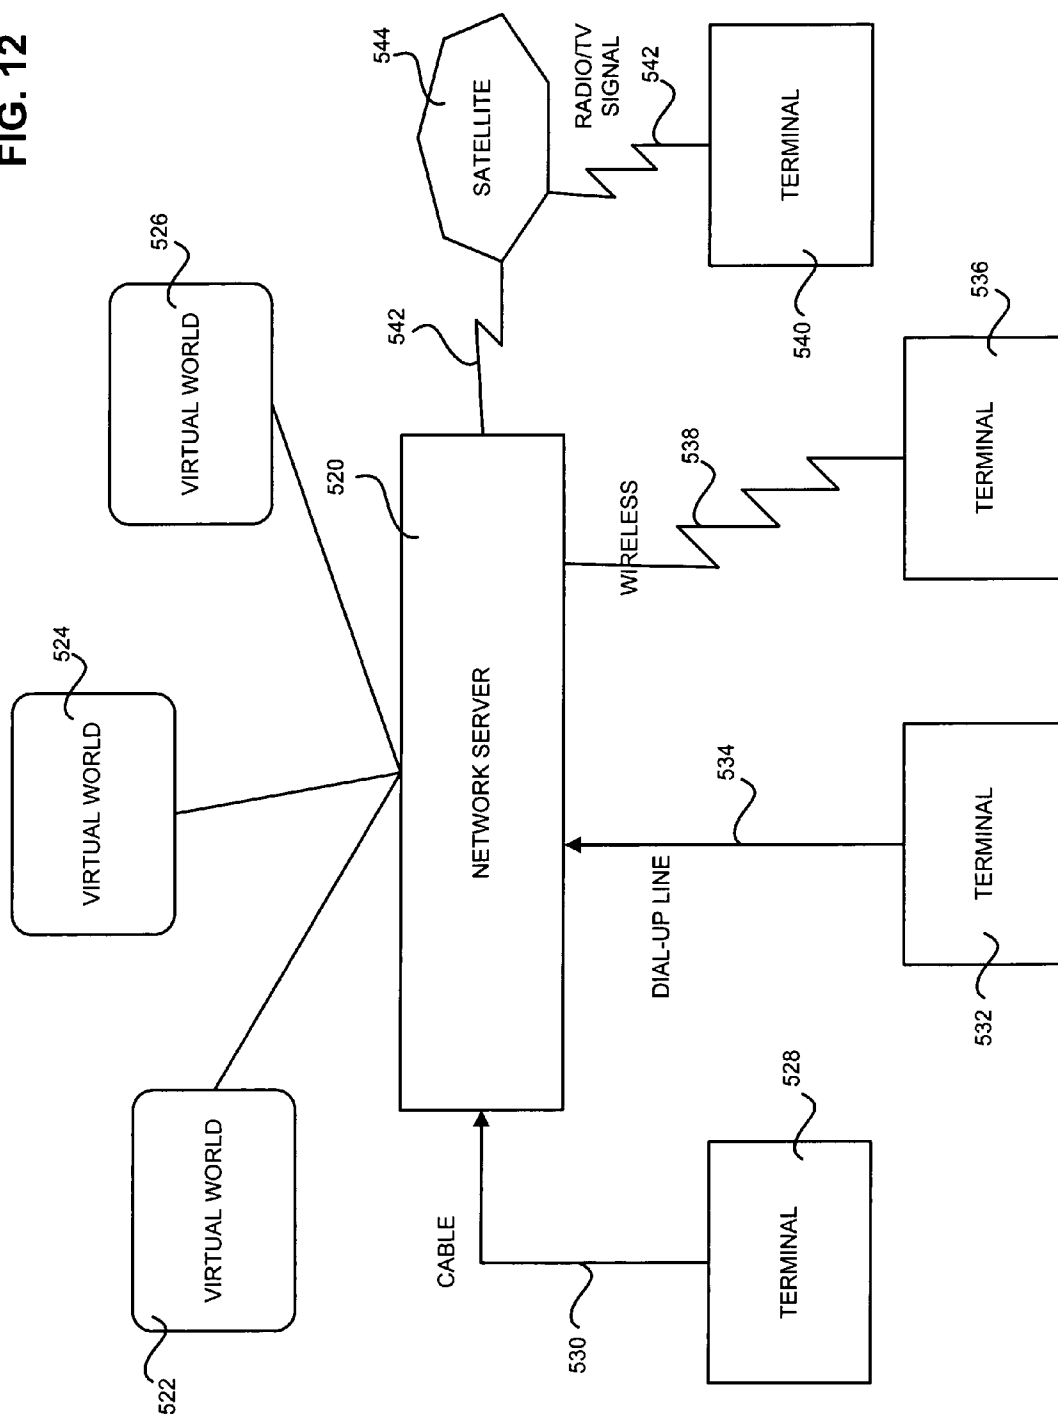 FIG. 12
522
VIRTUAL WORLD
524
VIRTUAL WORLD
526
VIRTUAL WORLD
520
NETWORK SERVER
542
544
SATELLITE
RADIO/TV
SIGNAL
542
CABLE
530
528
TERMINAL
DIAL-UP LINE
534
532
TERMINAL
WIRELESS
538
536
TERMINAL
540
TERMINAL